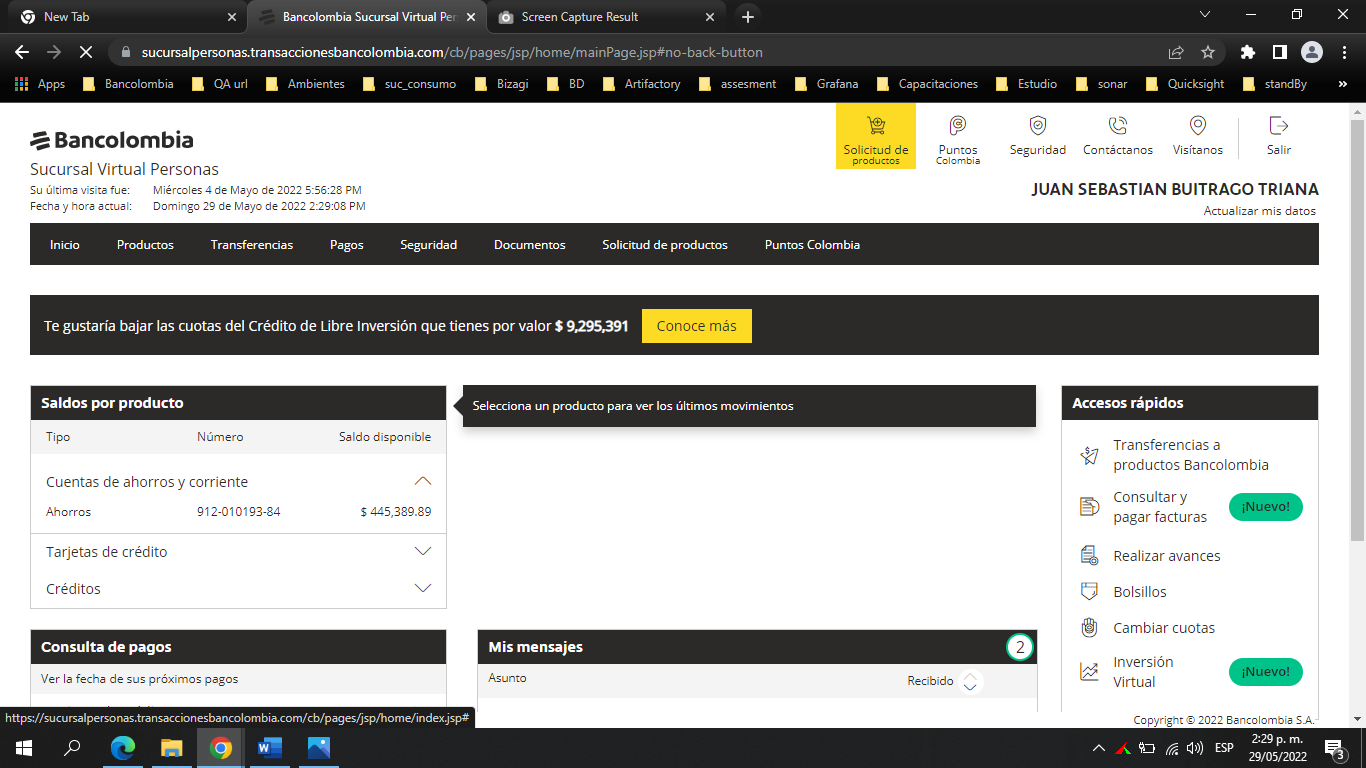 New Tab
Bancolombia Sucursal Virtual Per
Screen Capture Result
sucursalpersonas.transaccionesbancolombia.com/cb/pages/jsp/home/mainPage.jsp#no-back-button
Apps Bancolombia QA url Ambientes suc_consumo Bizagi BD Artifactory assesment Grafana Capacitaciones Estudio sonar Quicksight standBy »
Bancolombia
Sucursal Virtual Personas
Su última visita fue: Miércoles 4 de Mayo de 2022 5:56:28 PM
Fecha y hora actual: Domingo 29 de Mayo de 2022 2:29:08 PM
Solicitud de
productos
Puntos
Colombia
Seguridad
Contáctanos
Visítanos
Salir
JUAN SEBASTIAN BUITRAGO TRIANA
Actualizar mis datos
Inicio Productos Transferencias Pagos Seguridad Documentos Solicitud de productos Puntos Colombia
Te gustaría bajar las cuotas del Crédito de Libre Inversión que tienes por valor $ 9,295,391 Conoce más
Saldos por producto
Tipo Número Saldo disponible
Cuentas de ahorros y corriente
Ahorros 912-010193-84 $ 445,389.89
Tarjetas de crédito
Créditos
Selecciona un producto para ver los últimos movimientos
Accesos rápidos
Transferencias a
productos Bancolombia
Consultar y
pagar facturas
¡Nuevo!
Realizar avances
Bolsillos
Cambiar cuotas
Inversión
Virtual
¡Nuevo!
Consulta de pagos
Ver la fecha de sus próximos pagos
Mis mensajes 2
Asunto Recibido
https://sucursalpersonas.transaccionesbancolombia.com/cb/pages/jsp/home/index.jsp#
Copyright © 2022 Bancolombia S.A.
ESP
2:29 p. m.
29/05/2022
3